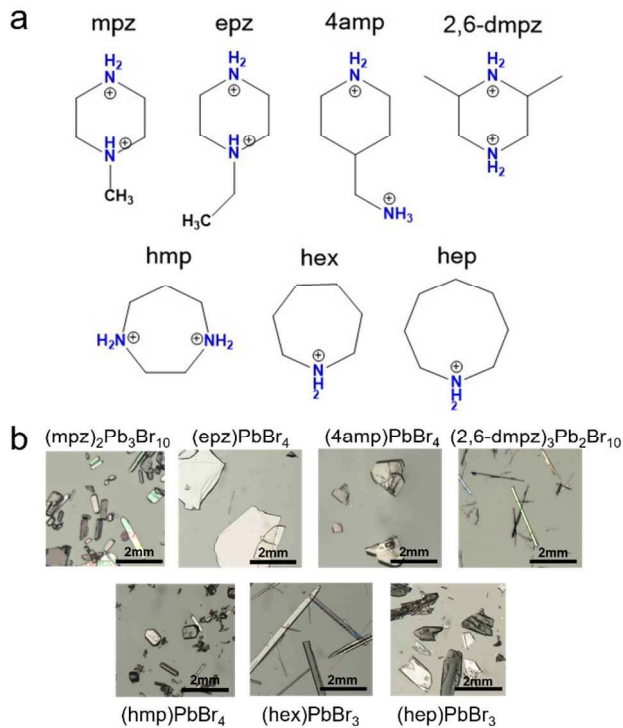 a
mpz epz 4amp 2,6-dmpz
H2 N ⊕ H2 N ⊕ H2 N ⊕ H2 N ⊕
H N ⊕ H N ⊕ ⊕ N H2
CH3 H3C ⊕ NH3
hmp hex hep
H2N ⊕ ⊕ NH2 ⊕ N H 2 ⊕ N H 2
b
(mpz)2Pb3Br10 (epz)PbBr4 (4amp)PbBr4 (2,6-dmpz)3Pb2Br10
2mm 2mm 2mm 2mm
2mm 2mm 2mm
(hmp)PbBr4 (hex)PbBr3 (hep)PbBr3